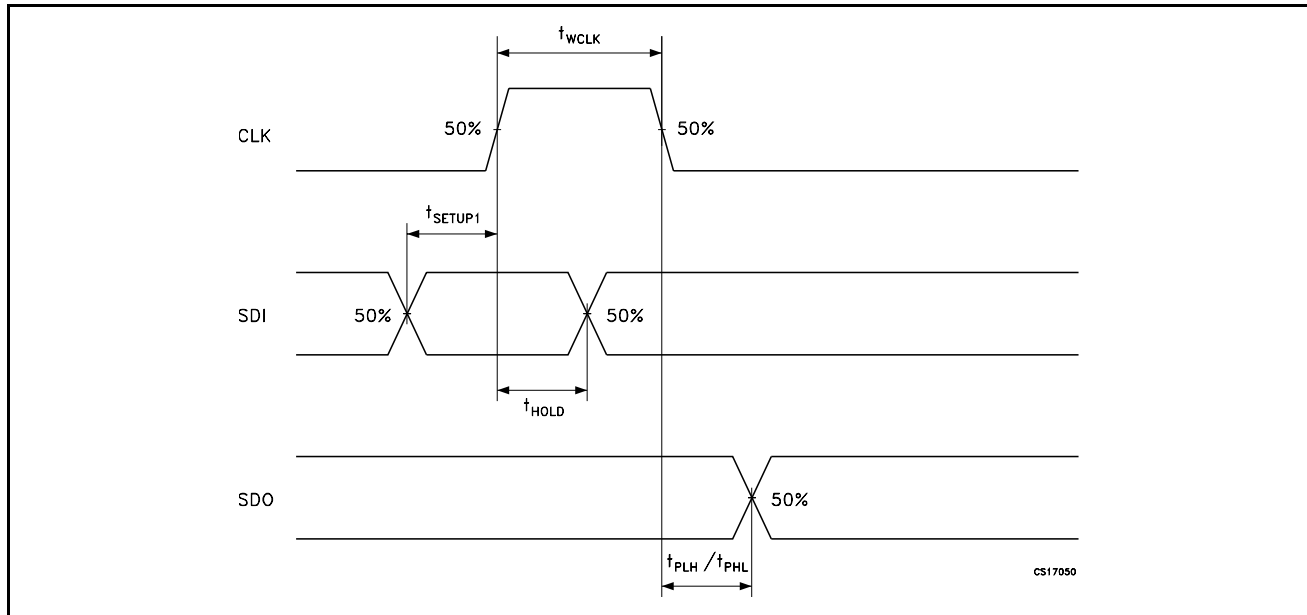 tWCLK
50%
50%
CLK
tSETUP1
50%
50%
SDI
tHOLD
50%
SDO
tPLH /tPHL
CS17050